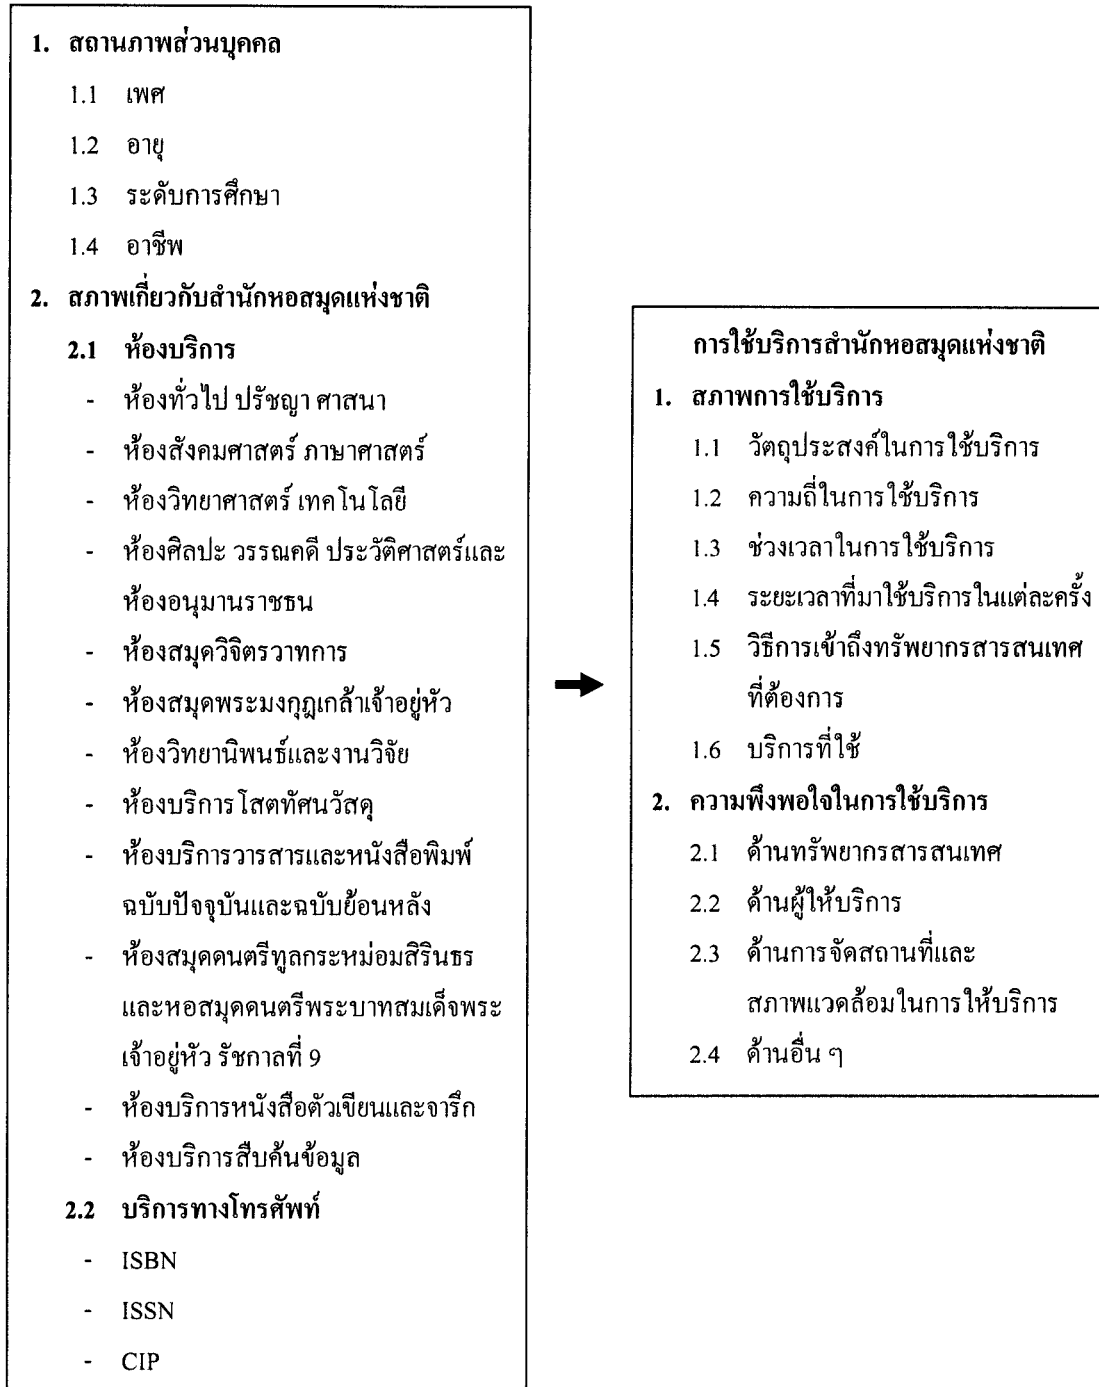 1. สถานภาพส่วนบุคคล
1.1 เพศ
1.2 อายุ
1.3 ระดับการศึกษา
1.4 อาชีพ
2. สภาพเกี่ยวกับสำนักหอสมุดแห่งชาติ
2.1 ห้องบริการ
- ห้องทั่วไป ปรัชญา ศาสนา
- ห้องสังคมศาสตร์ ภาษาศาสตร์
- ห้องวิทยาศาสตร์ เทคโนโลยี
- ห้องศิลปะ วรรณคดี ประวัติศาสตร์และ
ห้องอนุมานราชธน
- ห้องสมุดวิจิตรวาทการ
- ห้องสมุดพระมงกุฎเกล้าเจ้าอยู่หัว
- ห้องวิทยานิพนธ์และงานวิจัย
- ห้องบริการโสตทัศนวัสดุ
- ห้องบริการวารสารและหนังสือพิมพ์
ฉบับปัจจุบันและฉบับย้อนหลัง
- ห้องสมุดดนตรีทูลกระหม่อมสิรินธร
และหอสมุดดนตรีพระบาทสมเด็จพระ
เจ้าอยู่หัว รัชกาลที่ 9
- ห้องบริการหนังสือตัวเขียนและจารึก
- ห้องบริการสืบค้นข้อมูล
2.2 บริการทางโทรศัพท์
- ISBN
- ISSN
- CIP
การใช้บริการสำนักหอสมุดแห่งชาติ
1. สภาพการใช้บริการ
1.1 วัตถุประสงค์ในการใช้บริการ
1.2 ความถี่ในการใช้บริการ
1.3 ช่วงเวลาในการใช้บริการ
1.4 ระยะเวลาที่มาใช้บริการในแต่ละครั้ง
1.5 วิธีการเข้าถึงทรัพยากรสารสนเทศ
ที่ต้องการ
1.6 บริการที่ใช้
2. ความพึงพอใจในการใช้บริการ
2.1 ด้านทรัพยากรสารสนเทศ
2.2 ด้านผู้ให้บริการ
2.3 ด้านการจัดสถานที่และ
สภาพแวดล้อมในการให้บริการ
2.4 ด้านอื่น ๆ